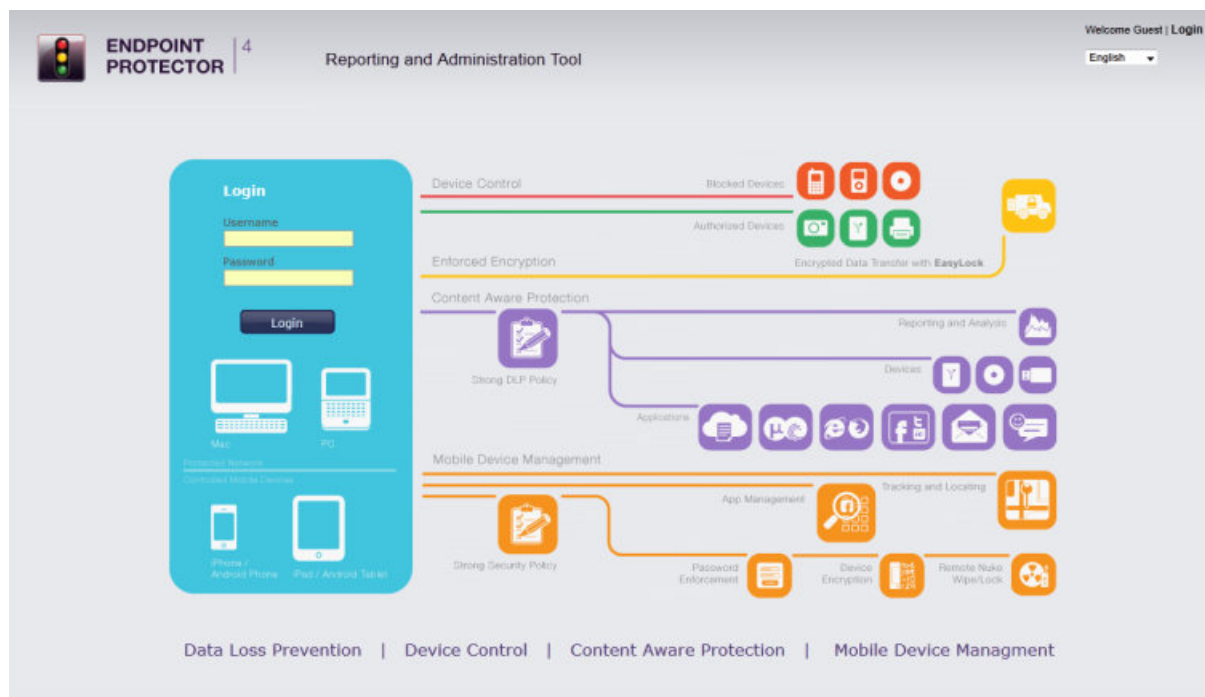 ENDPOINT
PROTECTOR
4
Reporting and Administration Tool
Welcome Guest | Login
English
Login
Username
Password
Login
Mac
PC
Protected Network
Controlled Mobile Devices
iPhone /
Android Phone
iPad / Android Tablet
Device Control
Blocked Devices
Authorized Devices
Enforced Encryption
Encrypted Data Transfer with EasyLock
Content Aware Protection
Reporting and Analysis
Strong DLP Policy
Devices
Applications
Mobile Device Management
Tracking and Locating
App Management
Strong Security Policy
Password
Enforcement
Device
Encryption
Remote Nuke
Wipe/Lock
Data Loss Prevention | Device Control | Content Aware Protection | Mobile Device Managment